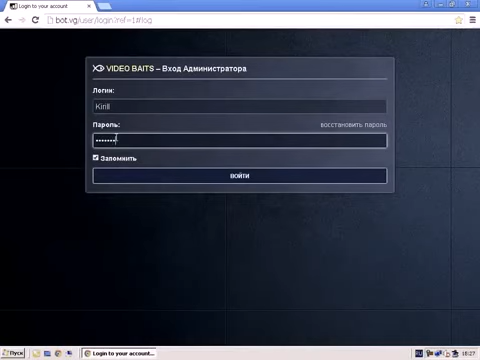 Login to your account
bot.vg/user/login?ref=1#log
VIDEO BAITS – Вход Администратора
Логин:
Kirill
Пароль:
восстановить пароль
•••••••
Запомнить
ВОЙТИ
Пуск
Login to your account...
RU
18:27